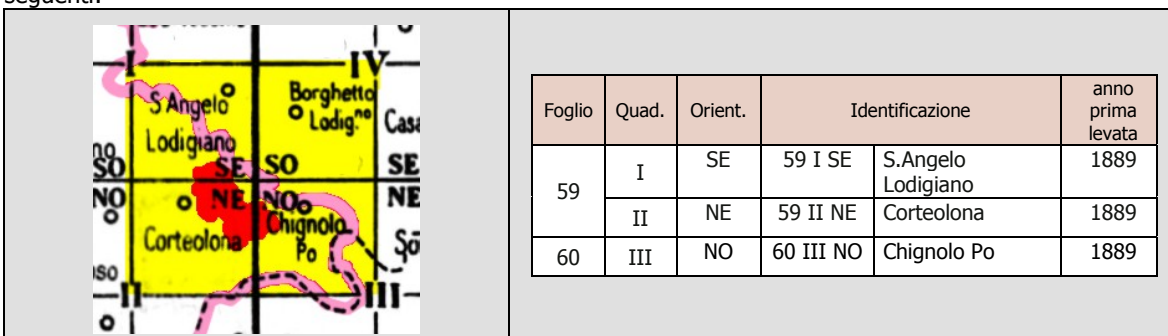 I
IV
S Angelo
Lodigiano
Borghetto
Lodig.no
Casa
no
SO
SE
SO
SE
NO
NE
NO
NE
Corteolona
Chignolo
Po
So
so
II
III
Foglio Quad. Orient. Identificazione anno prima levata
59 I SE 59 I SE S.Angelo Lodigiano 1889
II NE 59 II NE Corteolona 1889
60 III NO 60 III NO Chignolo Po 1889